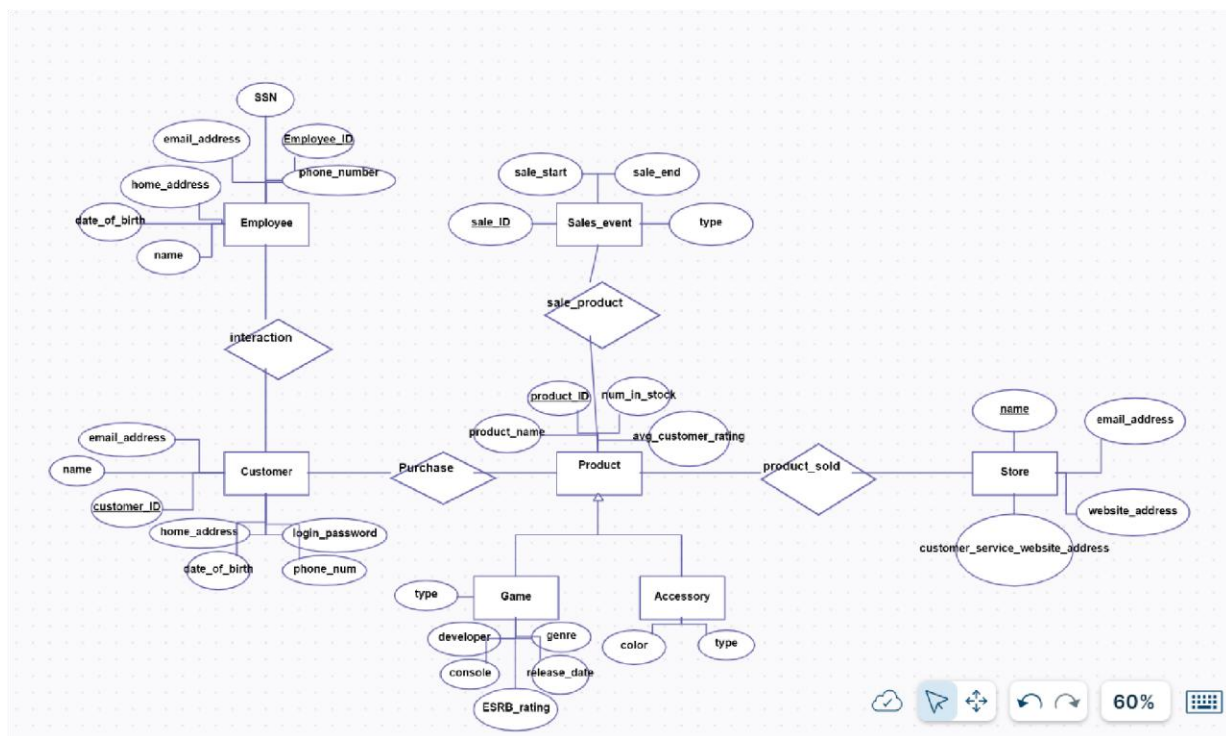 SSN
email_address
Employee_ID
phone_number
home_address
date_of_birth
Employee
name
sale_start
sale_end
sale_ID
Sales_event
type
sale_product
interaction
product_ID
num_in_stock
product_name
avg_customer_rating
name
email_address
email_address
name
Customer
Purchase
Product
product_sold
Store
customer_ID
website_address
home_address
login_password
customer_service_website_address
date_of_birth
phone_num
type
Game
Accessory
developer
genre
color
type
console
release_date
ESRB_rating
60%